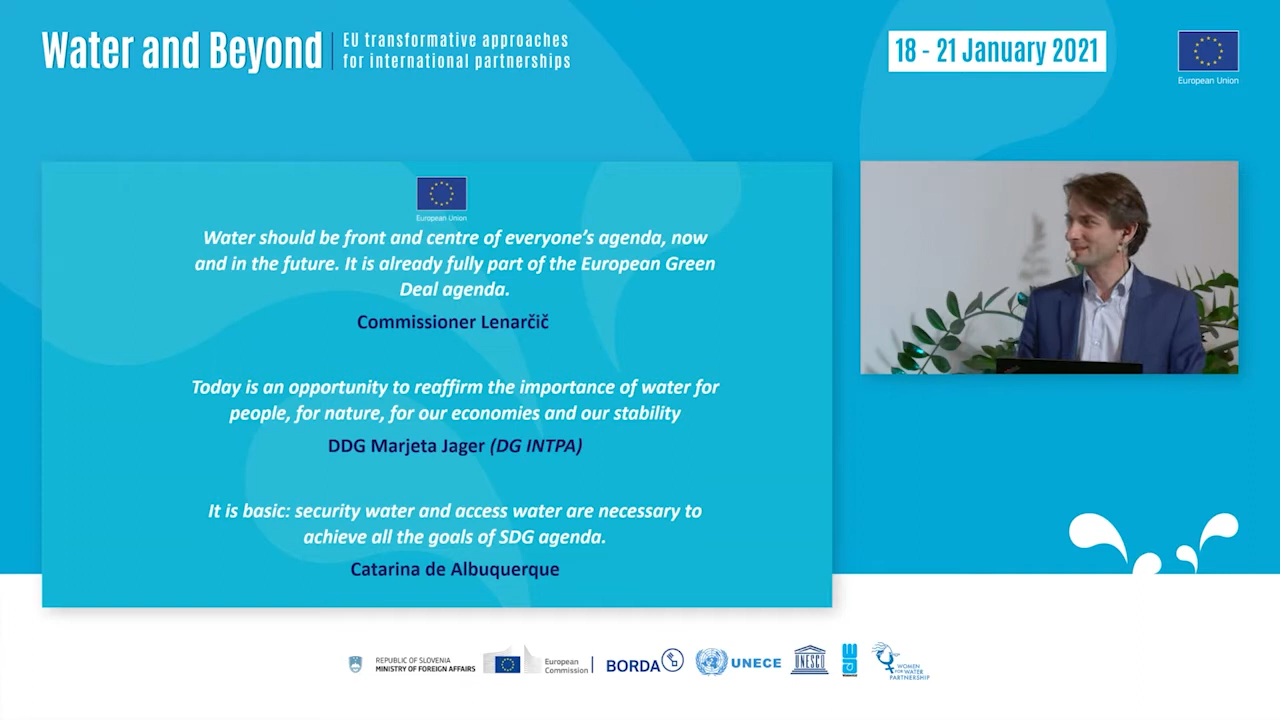 Water and Beyond
EU transformative approaches
for international partnerships
18 - 21 January 2021
European Union
European Union
Water should be front and centre of everyone's agenda, now
and in the future. It is already fully part of the European Green
Deal agenda.
Commissioner Lenarčič
Today is an opportunity to reaffirm the importance of water for
people, for nature, for our economies and our stability
DDG Marjeta Jager (DG INTPA)
It is basic: security water and access water are necessary to
achieve all the goals of SDG agenda.
Catarina de Albuquerque
REPUBLIC OF SLOVENIA
MINISTRY OF FOREIGN AFFAIRS
European
Commission
BORDA
UNECE
UNESCO
WOMEN
FOR WATER
PARTNERSHIP